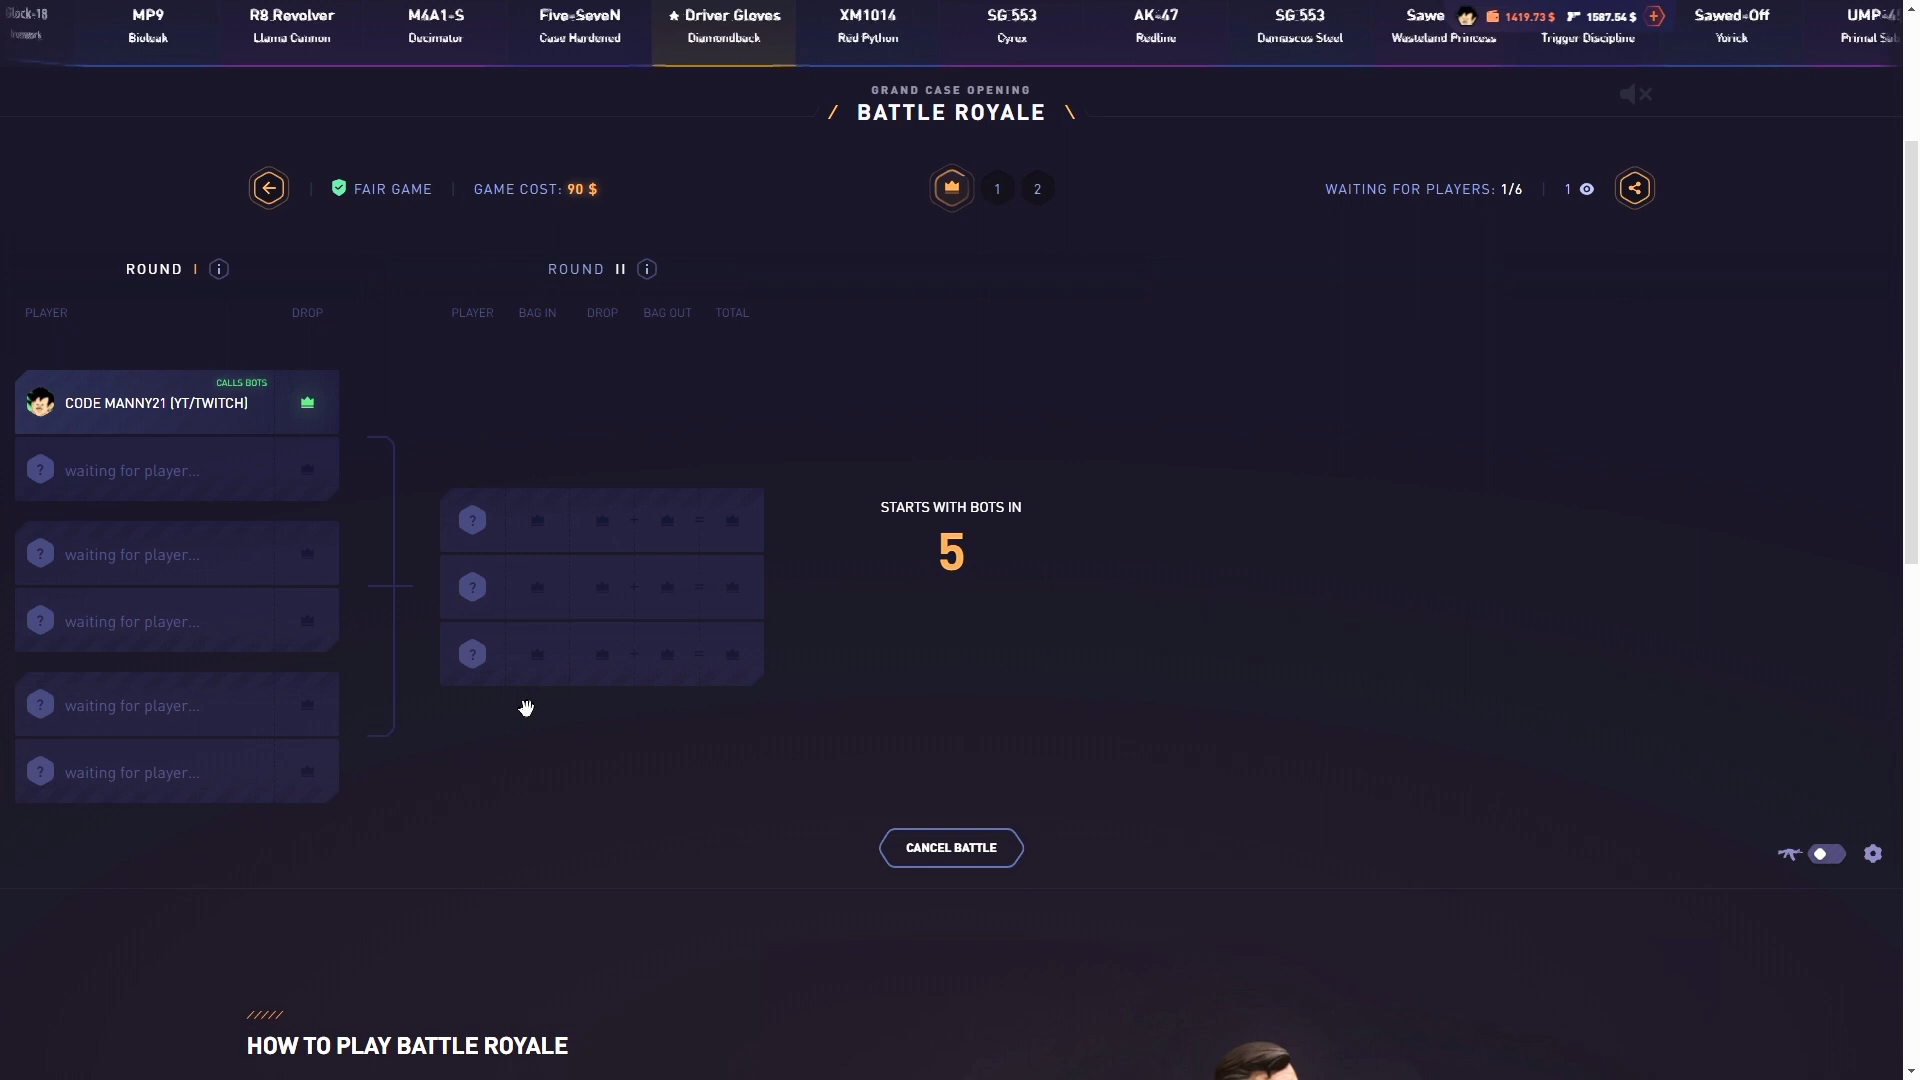 Glock-18 MP9 R8 Revolver M4A1-S Five-SeveN ★ Driver Gloves XM1014 SG 553 AK-47 SG 553 Sawe 1419.73 $ 1587.54 $ + Sawed-Off UMP-45
Bioleak Llama Cannon Decimator Case Hardened Diamondback Red Python Cyrex Redline Damascus Steel Wasteland Princess Trigger Discipline Yorick Primal
GRAND CASE OPENING
/ BATTLE ROYALE \
FAIR GAME GAME COST: 90 $ 1 2 WAITING FOR PLAYERS: 1/6 1
ROUND I i ROUND II i
PLAYER DROP PLAYER BAG IN DROP BAG OUT TOTAL
CALLS BOTS
CODE MANNY21 (YT/TWITCH)
? waiting for player...
? waiting for player...
? waiting for player...
? waiting for player...
? waiting for player...
? + =
? + =
? + =
STARTS WITH BOTS IN
5
CANCEL BATTLE
/////
HOW TO PLAY BATTLE ROYALE